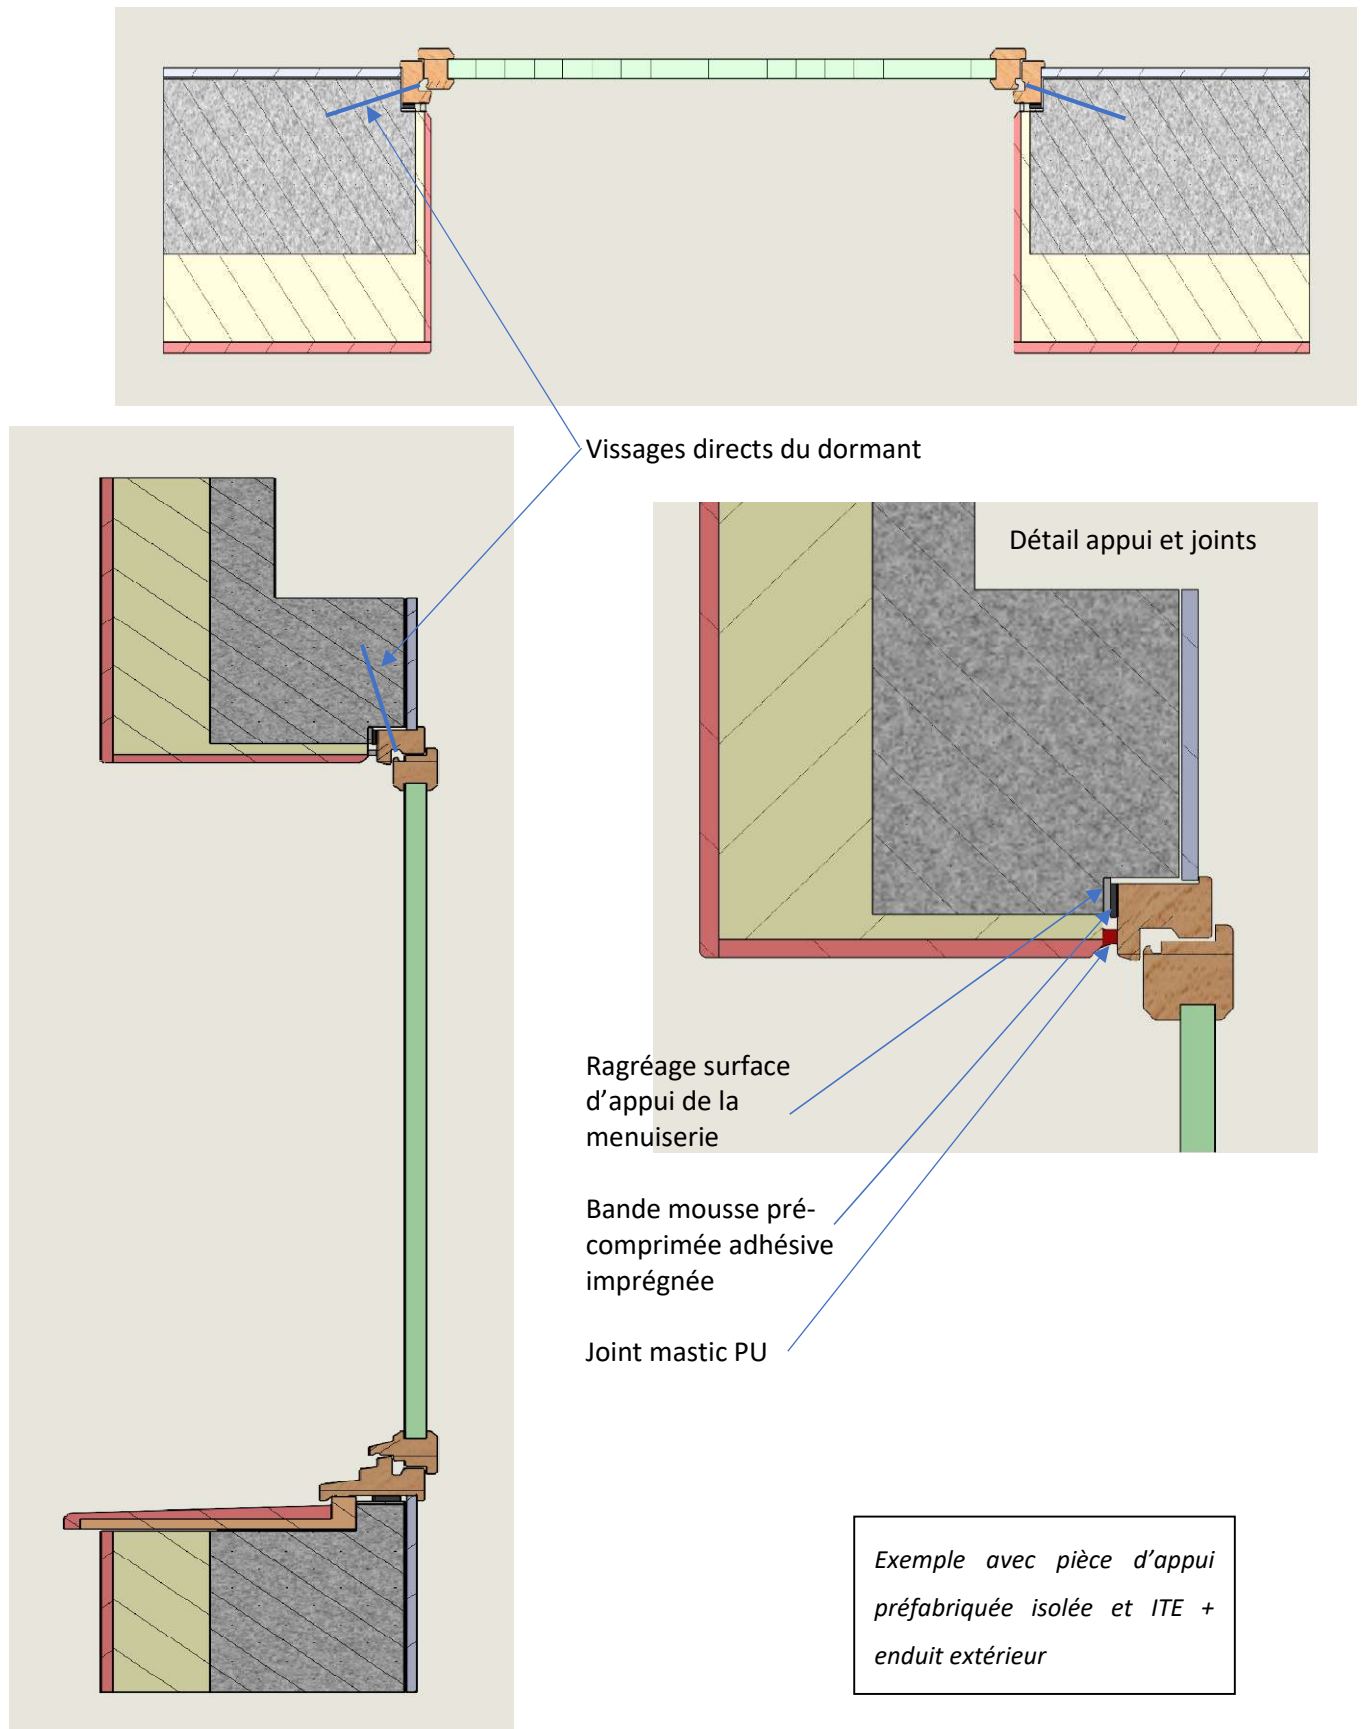 Vissages directs du dormant
Détail appui et joints
Ragréage surface
d’appui de la
menuiserie
Bande mousse pré-
comprimée adhésive
imprégnée
Joint mastic PU
Exemple avec pièce d’appui
préfabriquée isolée et ITE +
enduit extérieur